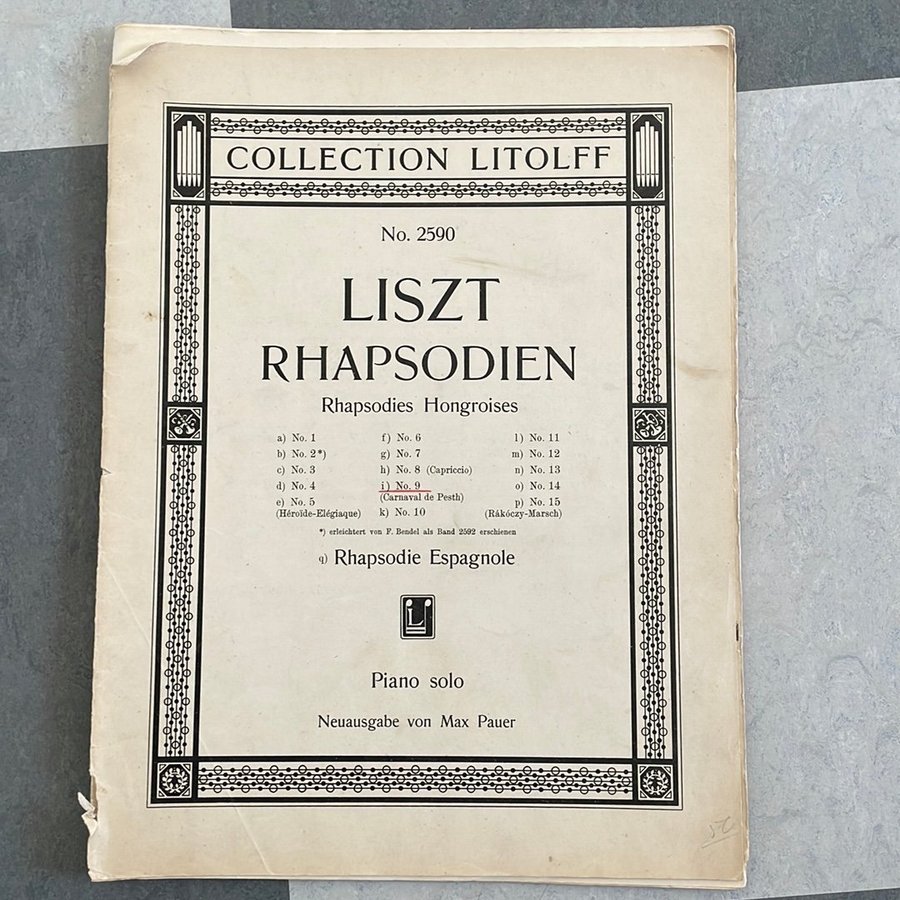 COLLECTION LITOLFF
No. 2590
LISZT
RHAPSODIEN
Rhapsodies Hongroises
a) No. 1
b) No. 2*)
c) No. 3
d) No. 4
e) No. 5
(Héroïde-Elégiaque)
f) No. 6
g) No. 7
h) No. 8 (Capriccio)
i) No. 9
(Carnaval de Pesth)
k) No. 10
l) No. 11
m) No. 12
n) No. 13
o) No. 14
p) No. 15
(Rákóczy-Marsch)
*) erleichtert von F. Bendel als Band 2592 erschienen
q) Rhapsodie Espagnole
Piano solo
Neuausgabe von Max Pauer